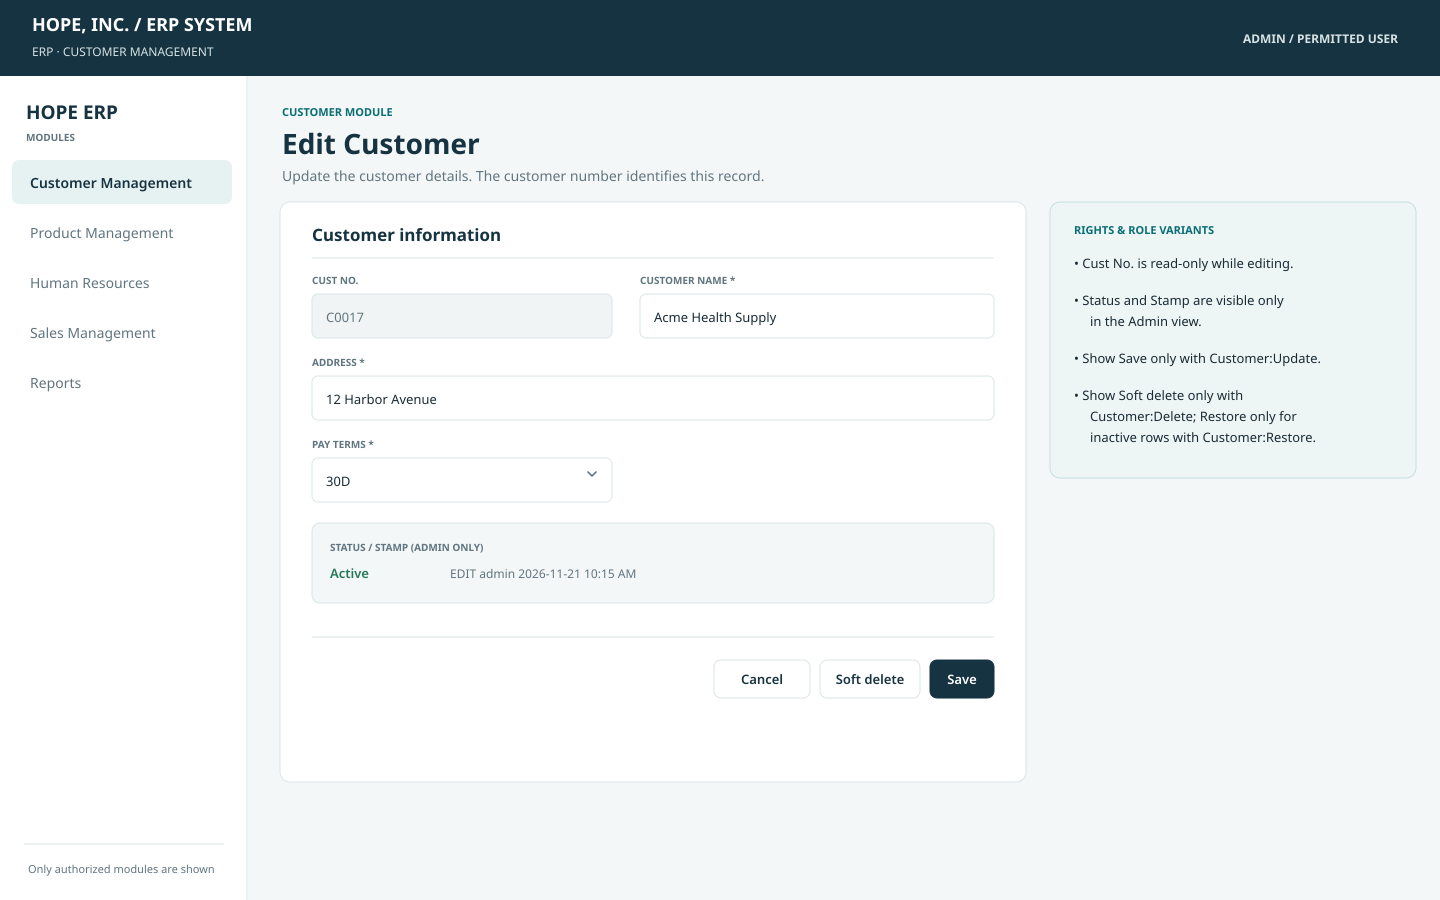 HOPE, INC. / ERP SYSTEM
ERP · CUSTOMER MANAGEMENT
ADMIN / PERMITTED USER
HOPE ERP
MODULES
Customer Management
Product Management
Human Resources
Sales Management
Reports
Only authorized modules are shown
CUSTOMER MODULE
Edit Customer
Update the customer details. The customer number identifies this record.
Customer information
CUST NO.
C0017
CUSTOMER NAME *
Acme Health Supply
ADDRESS *
12 Harbor Avenue
PAY TERMS *
30D
STATUS / STAMP (ADMIN ONLY)
Active
EDIT admin 2026-11-21 10:15 AM
Cancel
Soft delete
Save
RIGHTS & ROLE VARIANTS
• Cust No. is read-only while editing.
• Status and Stamp are visible only
in the Admin view.
• Show Save only with Customer:Update.
• Show Soft delete only with
Customer:Delete; Restore only for
inactive rows with Customer:Restore.